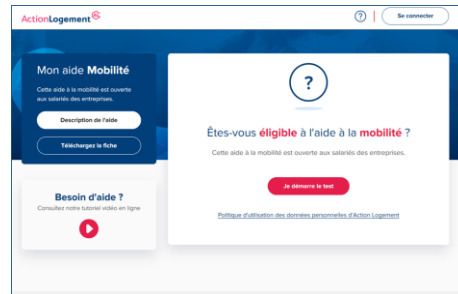 ActionLogement
?
Se connecter
Mon aide Mobilité
Cette aide à la mobilité est ouverte
aux salariés des entreprises.
Description de l'aide
Téléchargez la fiche
Besoin d'aide ?
Consultez notre tutoriel vidéo en ligne
?
Êtes-vous éligible à l'aide à la mobilité ?
Cette aide à la mobilité est ouverte aux salariés des entreprises.
Je démarre le test
Politique d'utilisation des données personnelles d'Action Logement